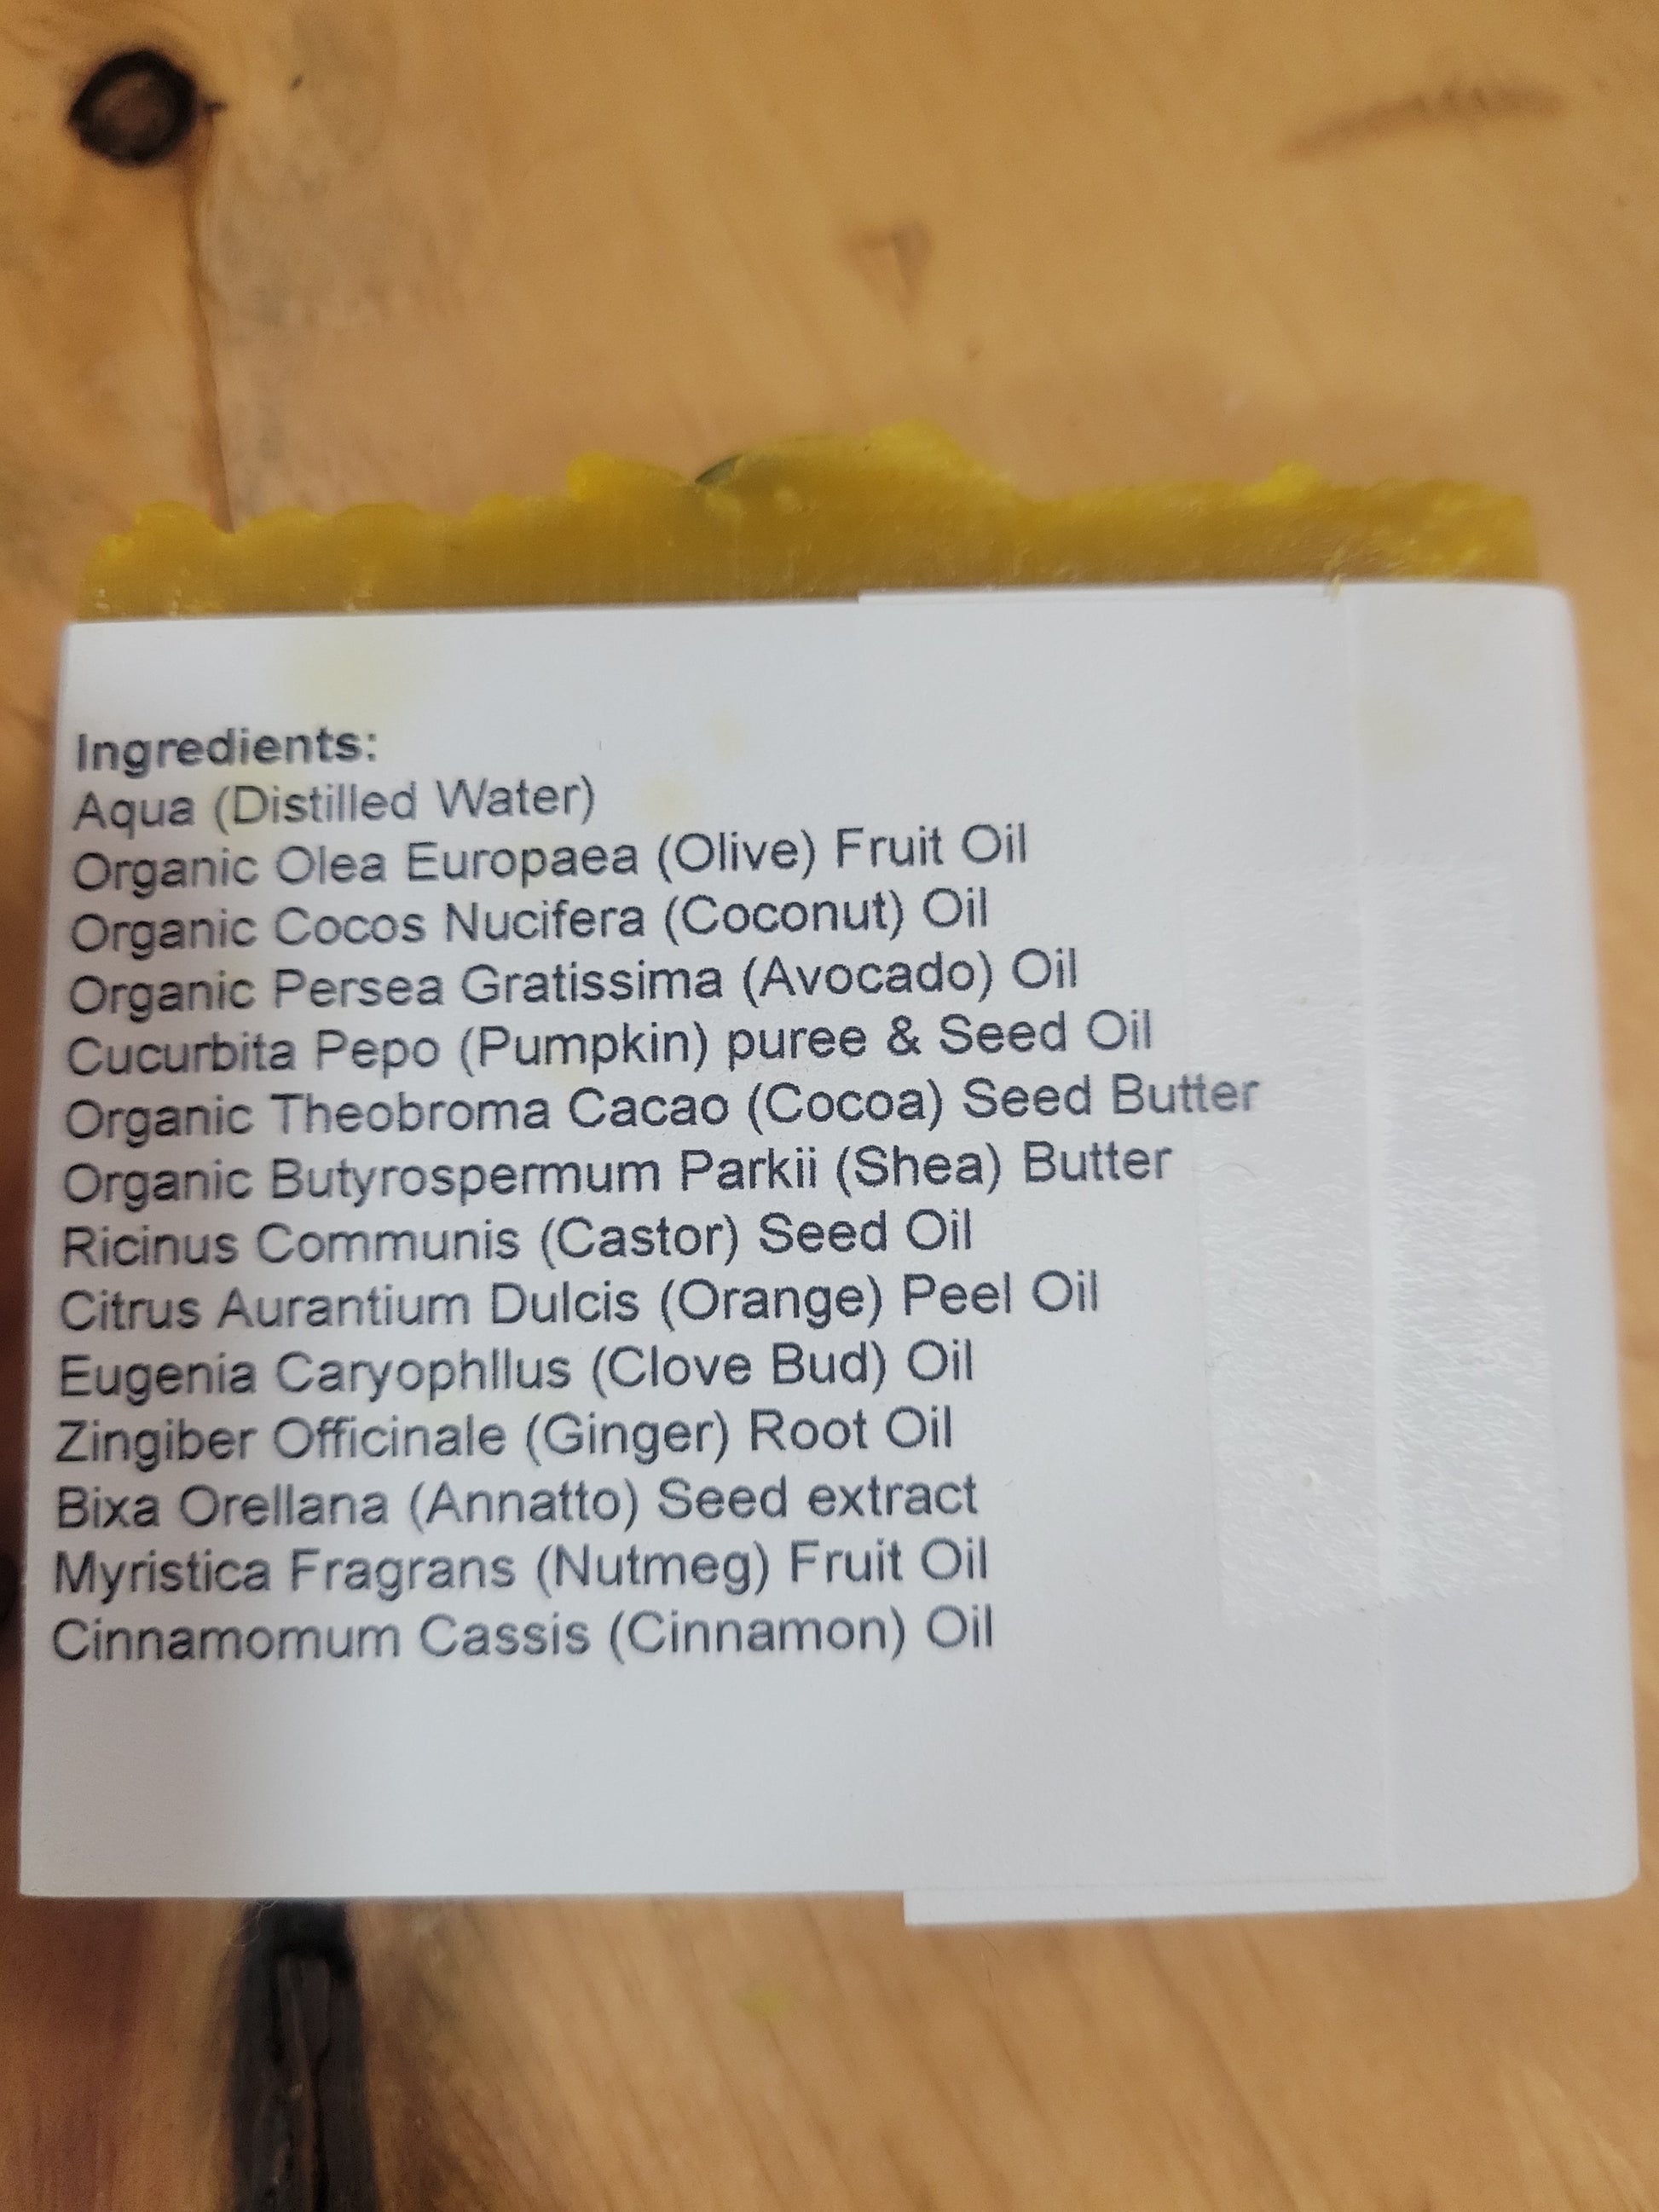 Ingredients:
Aqua (Distilled Water)
Organic Olea Europaea (Olive) Fruit Oil
Organic Cocos Nucifera (Coconut) Oil
Organic Persea Gratissima (Avocado) Oil
Cucurbita Pepo (Pumpkin) puree & Seed Oil
Organic Theobroma Cacao (Cocoa) Seed Butter
Organic Butyrospermum Parkii (Shea) Butter
Ricinus Communis (Castor) Seed Oil
Citrus Aurantium Dulcis (Orange) Peel Oil
Eugenia Caryophllus (Clove Bud) Oil
Zingiber Officinale (Ginger) Root Oil
Bixa Orellana (Annatto) Seed extract
Myristica Fragrans (Nutmeg) Fruit Oil
Cinnamomum Cassis (Cinnamon) Oil